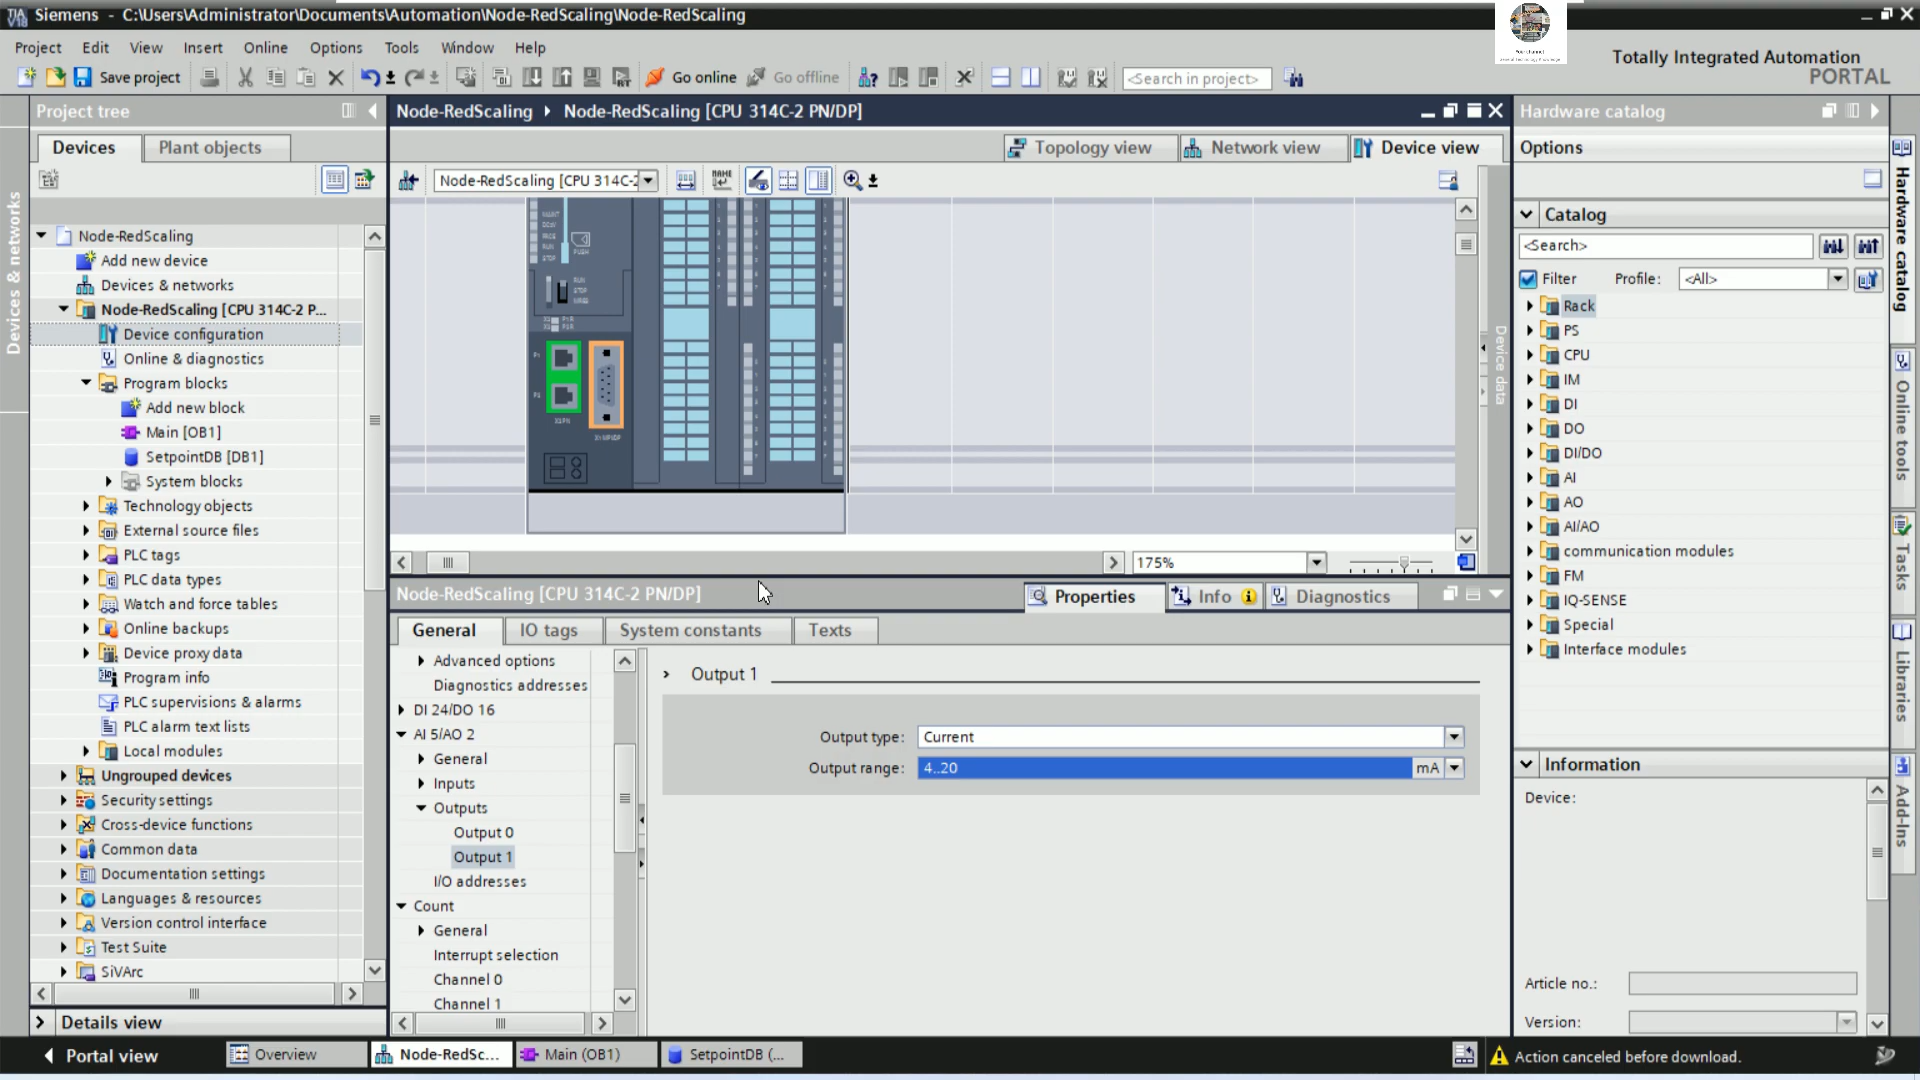 Siemens - C:\Users\Administrator\Documents\Automation\Node-RedScaling\Node-RedScaling
Project Edit View Insert Online Options Tools Window Help
Totally Integrated Automation
PORTAL
Save project
Go online
Go offline
<Search in project>
Project tree
Devices
Plant objects
Devices & networks
Node-RedScaling
Add new device
Devices & networks
Node-RedScaling [CPU 314C-2 P...
Device configuration
Online & diagnostics
Program blocks
Add new block
Main [OB1]
SetpointDB [DB1]
System blocks
Technology objects
External source files
PLC tags
PLC data types
Watch and force tables
Online backups
Device proxy data
Program info
PLC supervisions & alarms
PLC alarm text lists
Local modules
Ungrouped devices
Security settings
Cross-device functions
Common data
Documentation settings
Languages & resources
Version control interface
Test Suite
SiVArc
Details view
Node-RedScaling ▸ Node-RedScaling [CPU 314C-2 PN/DP]
Topology view
Network view
Device view
Node-RedScaling [CPU 314C-2
175%
Device data
Node-RedScaling [CPU 314C-2 PN/DP]
Properties
Info
Diagnostics
General
IO tags
System constants
Texts
Advanced options
Diagnostics addresses
DI 24/DO 16
AI 5/AO 2
General
Inputs
Outputs
Output 0
Output 1
I/O addresses
Count
General
Interrupt selection
Channel 0
Channel 1
Output 1
Output type: Current
Output range: 4..20 mA
Hardware catalog
Options
Catalog
<Search>
Filter Profile: <All>
Rack
PS
CPU
IM
DI
DO
DI/DO
AI
AO
AI/AO
communication modules
FM
IQ-SENSE
Special
Interface modules
Information
Device:
Article no.:
Version:
Hardware catalog
Online tools
Tasks
Libraries
Add-Ins
Portal view
Overview
Node-RedSc...
Main (OB1)
SetpointDB (...
Action canceled before download.